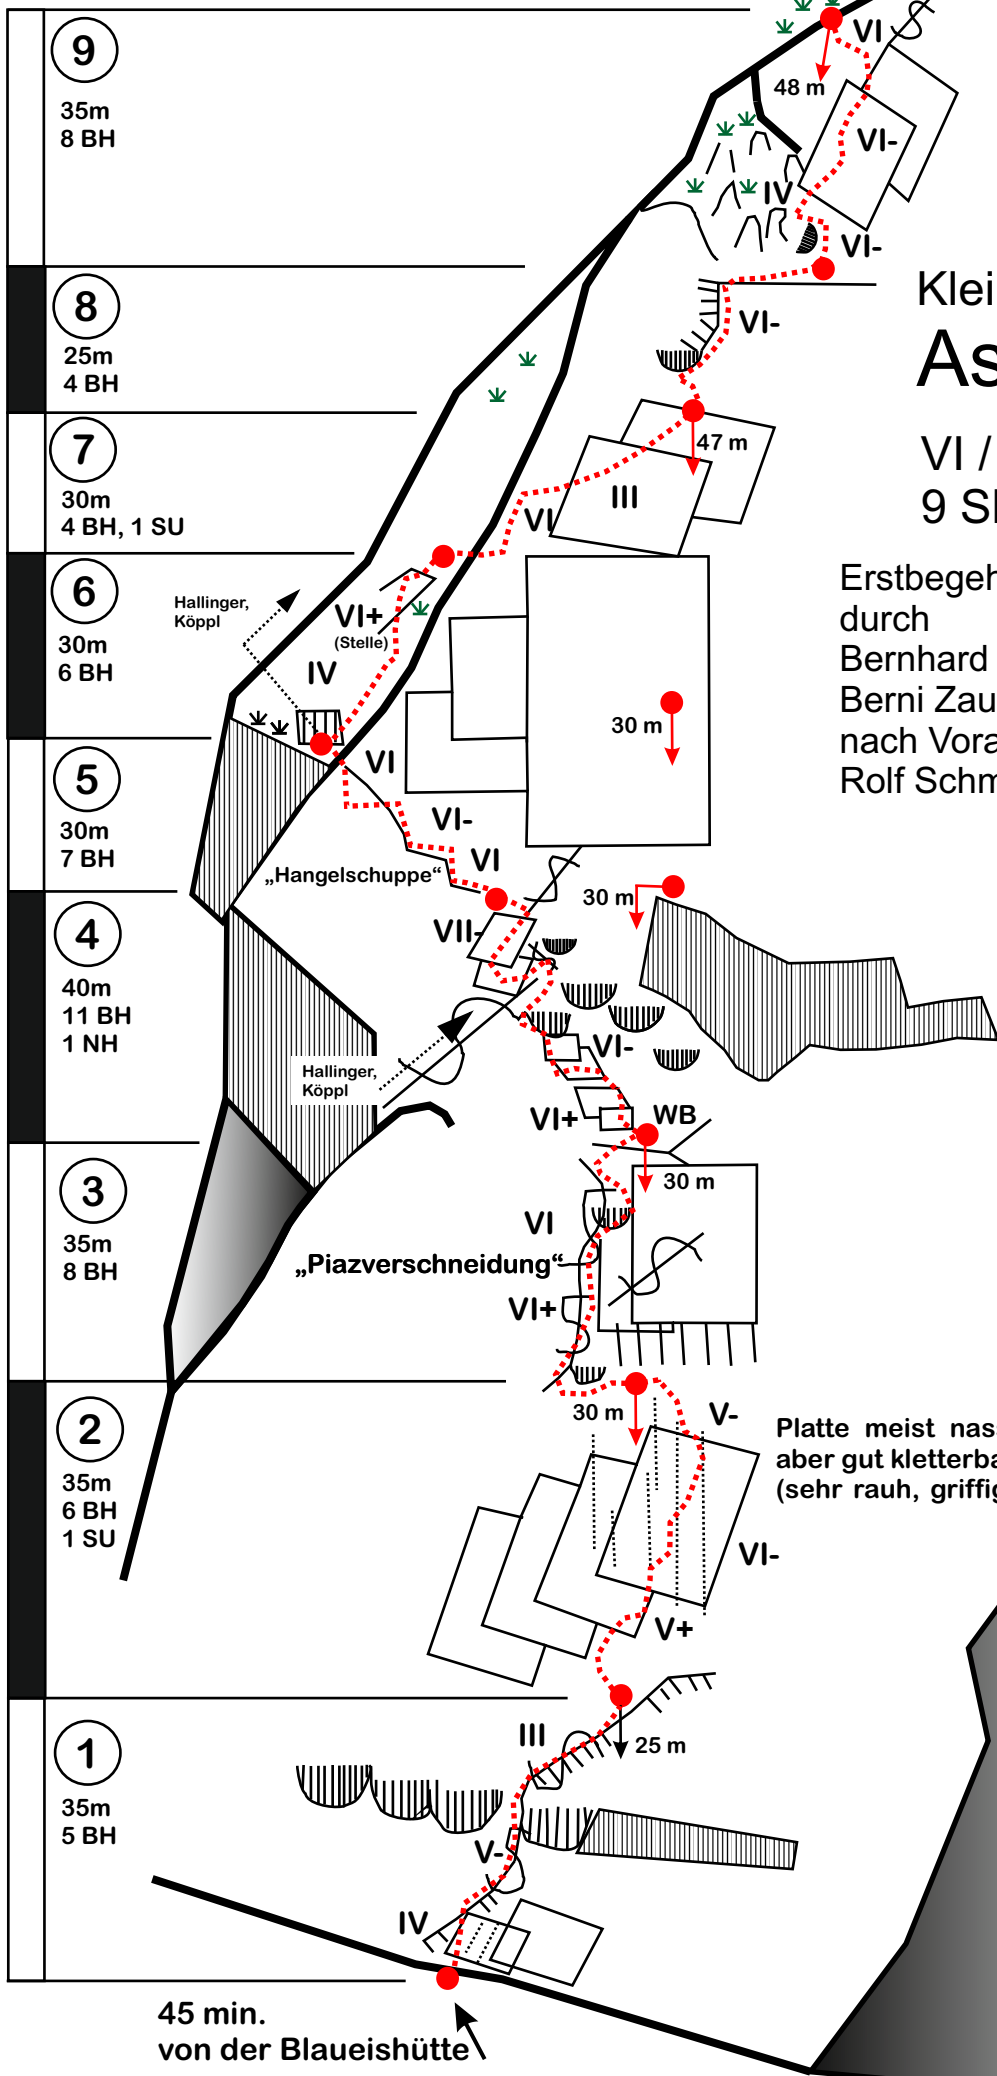 9
35m
8 BH
VI
48 m
VI-
IV
VI-
8
25m
4 BH
VI-
7
30m
4 BH, 1 SU
47 m
III
VI
6
30m
6 BH
Hallinger,
Köppl
VI+
(Stelle)
IV
30 m
5
30m
7 BH
VI
VI-
VI
„Hangelschuppe“
30 m
4
40m
11 BH
1 NH
VII-
Hallinger,
Köppl
VI-
VI+
WB
30 m
3
35m
8 BH
VI
„Piazverschneidung“
VI+
2
35m
6 BH
1 SU
30 m
V-
VI-
V+
Platte meist nass
aber gut kletterba
(sehr rauh, griffig
1
35m
5 BH
III
25 m
V-
IV
45 min.
von der Blaueishütte
Klei
As
VI /
9 S
Erstbegeh
durch
Bernhard
Berni Zau
nach Vora
Rolf Schm